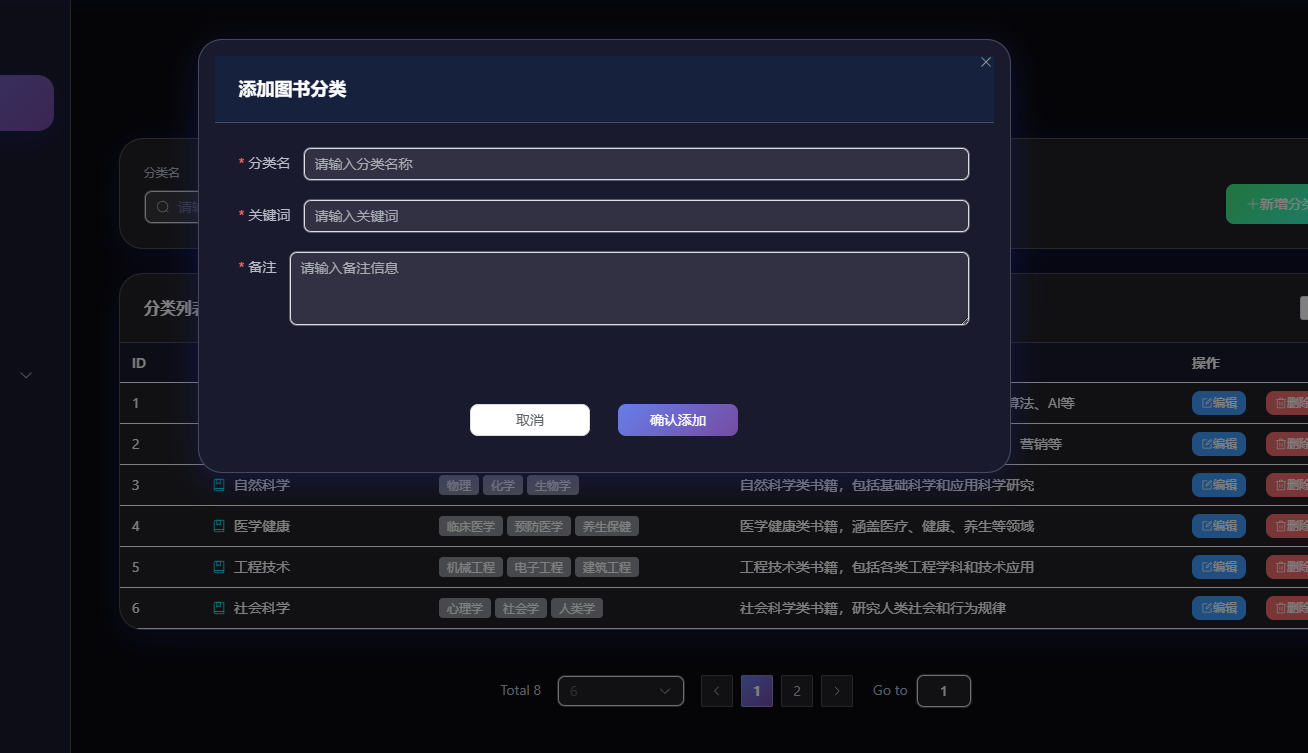 添加图书分类
* 分类名 请输入分类名称
* 关键词 请输入关键词
* 备注 请输入备注信息
取消 确认添加
分类名
请输
新增分类
分类列表
ID 操作
1 算法、AI等 编辑 删除
2 营销等 编辑 删除
3 自然科学 物理 化学 生物学 自然科学类书籍，包括基础科学和应用科学研究 编辑 删除
4 医学健康 临床医学 预防医学 养生保健 医学健康类书籍，涵盖医疗、健康、养生等领域 编辑 删除
5 工程技术 机械工程 电子工程 建筑工程 工程技术类书籍，包括各类工程学科和技术应用 编辑 删除
6 社会科学 心理学 社会学 人类学 社会科学类书籍，研究人类社会和行为规律 编辑 删除
Total 8 6 1 2 Go to 1